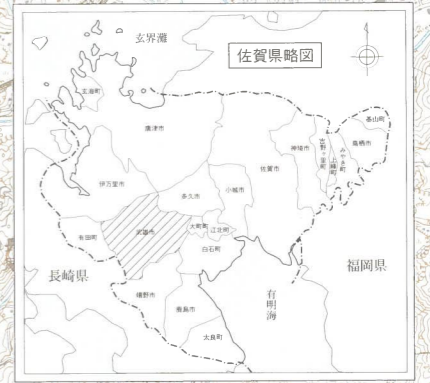 玄界灘
佐賀県略図
玄海町
唐津市
基山町
鳥栖市
みやき町
上峰町
吉野ヶ里町
神埼市
佐賀市
小城市
多久市
伊万里市
武雄市
大町町
江北町
白石町
有田町
長崎県
福岡県
有明海
嬉野市
鹿島市
太良町